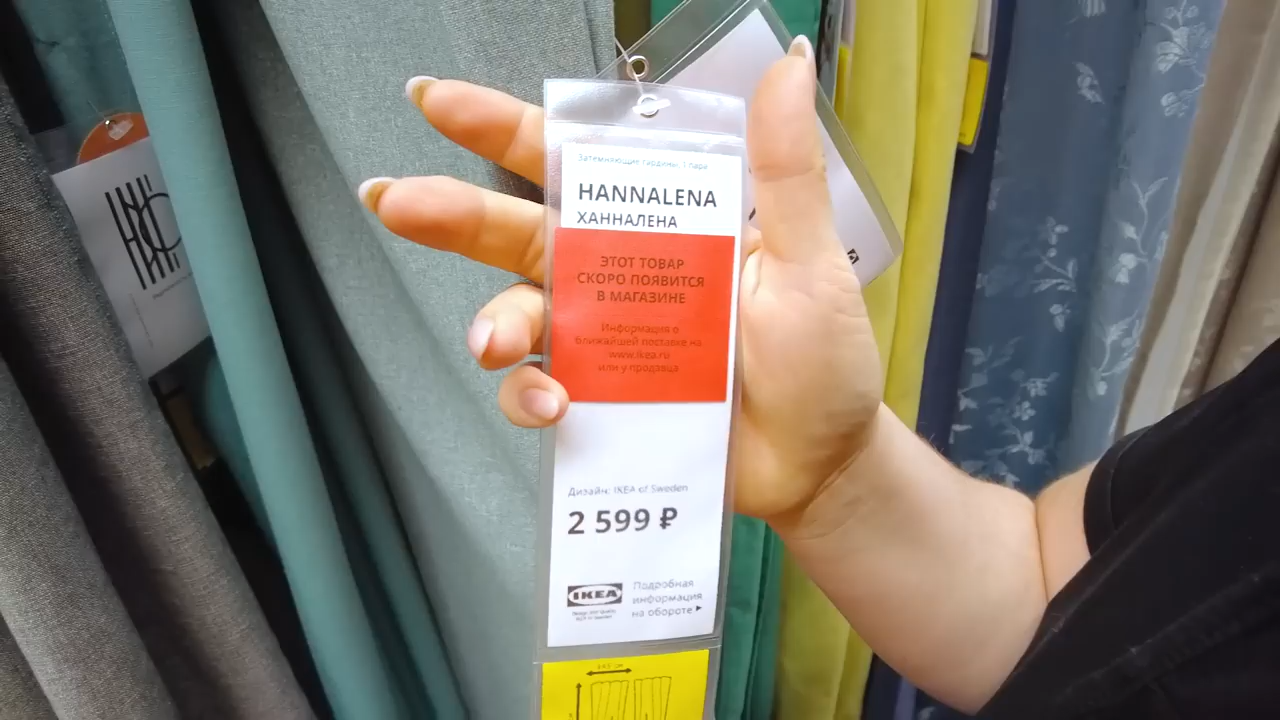 Затемняющие гардины, 1 пара
HANNALENA
ХАННАЛЕНА
ЭТОТ ТОВАР
СКОРО ПОЯВИТСЯ
В МАГАЗИНЕ
Информация о
ближайшей поставке на
www.ikea.ru
или у продавца
Дизайн: IKEA of Sweden
2 599 ₽
IKEA
Подробная
информация
на обороте